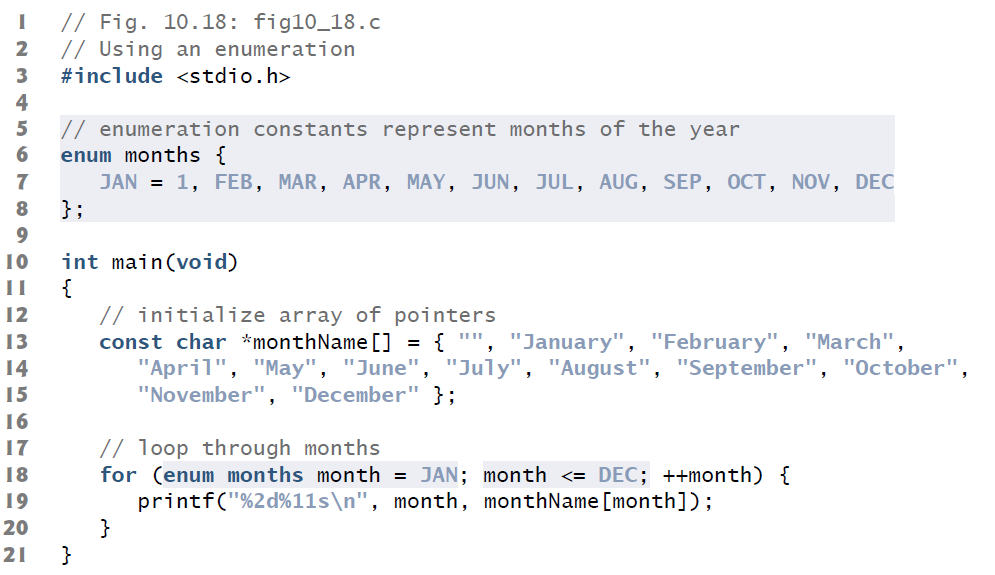 1 // Fig. 10.18: fig10_18.c
2 // Using an enumeration
3 #include <stdio.h>
4
5 // enumeration constants represent months of the year
6 enum months {
7    JAN = 1, FEB, MAR, APR, MAY, JUN, JUL, AUG, SEP, OCT, NOV, DEC
8 };
9
10 int main(void)
11 {
12    // initialize array of pointers
13    const char *monthName[] = { "", "January", "February", "March",
14       "April", "May", "June", "July", "August", "September", "October",
15       "November", "December" };
16
17    // loop through months
18    for (enum months month = JAN; month <= DEC; ++month) {
19       printf("%2d%11s\n", month, monthName[month]);
20    }
21 }